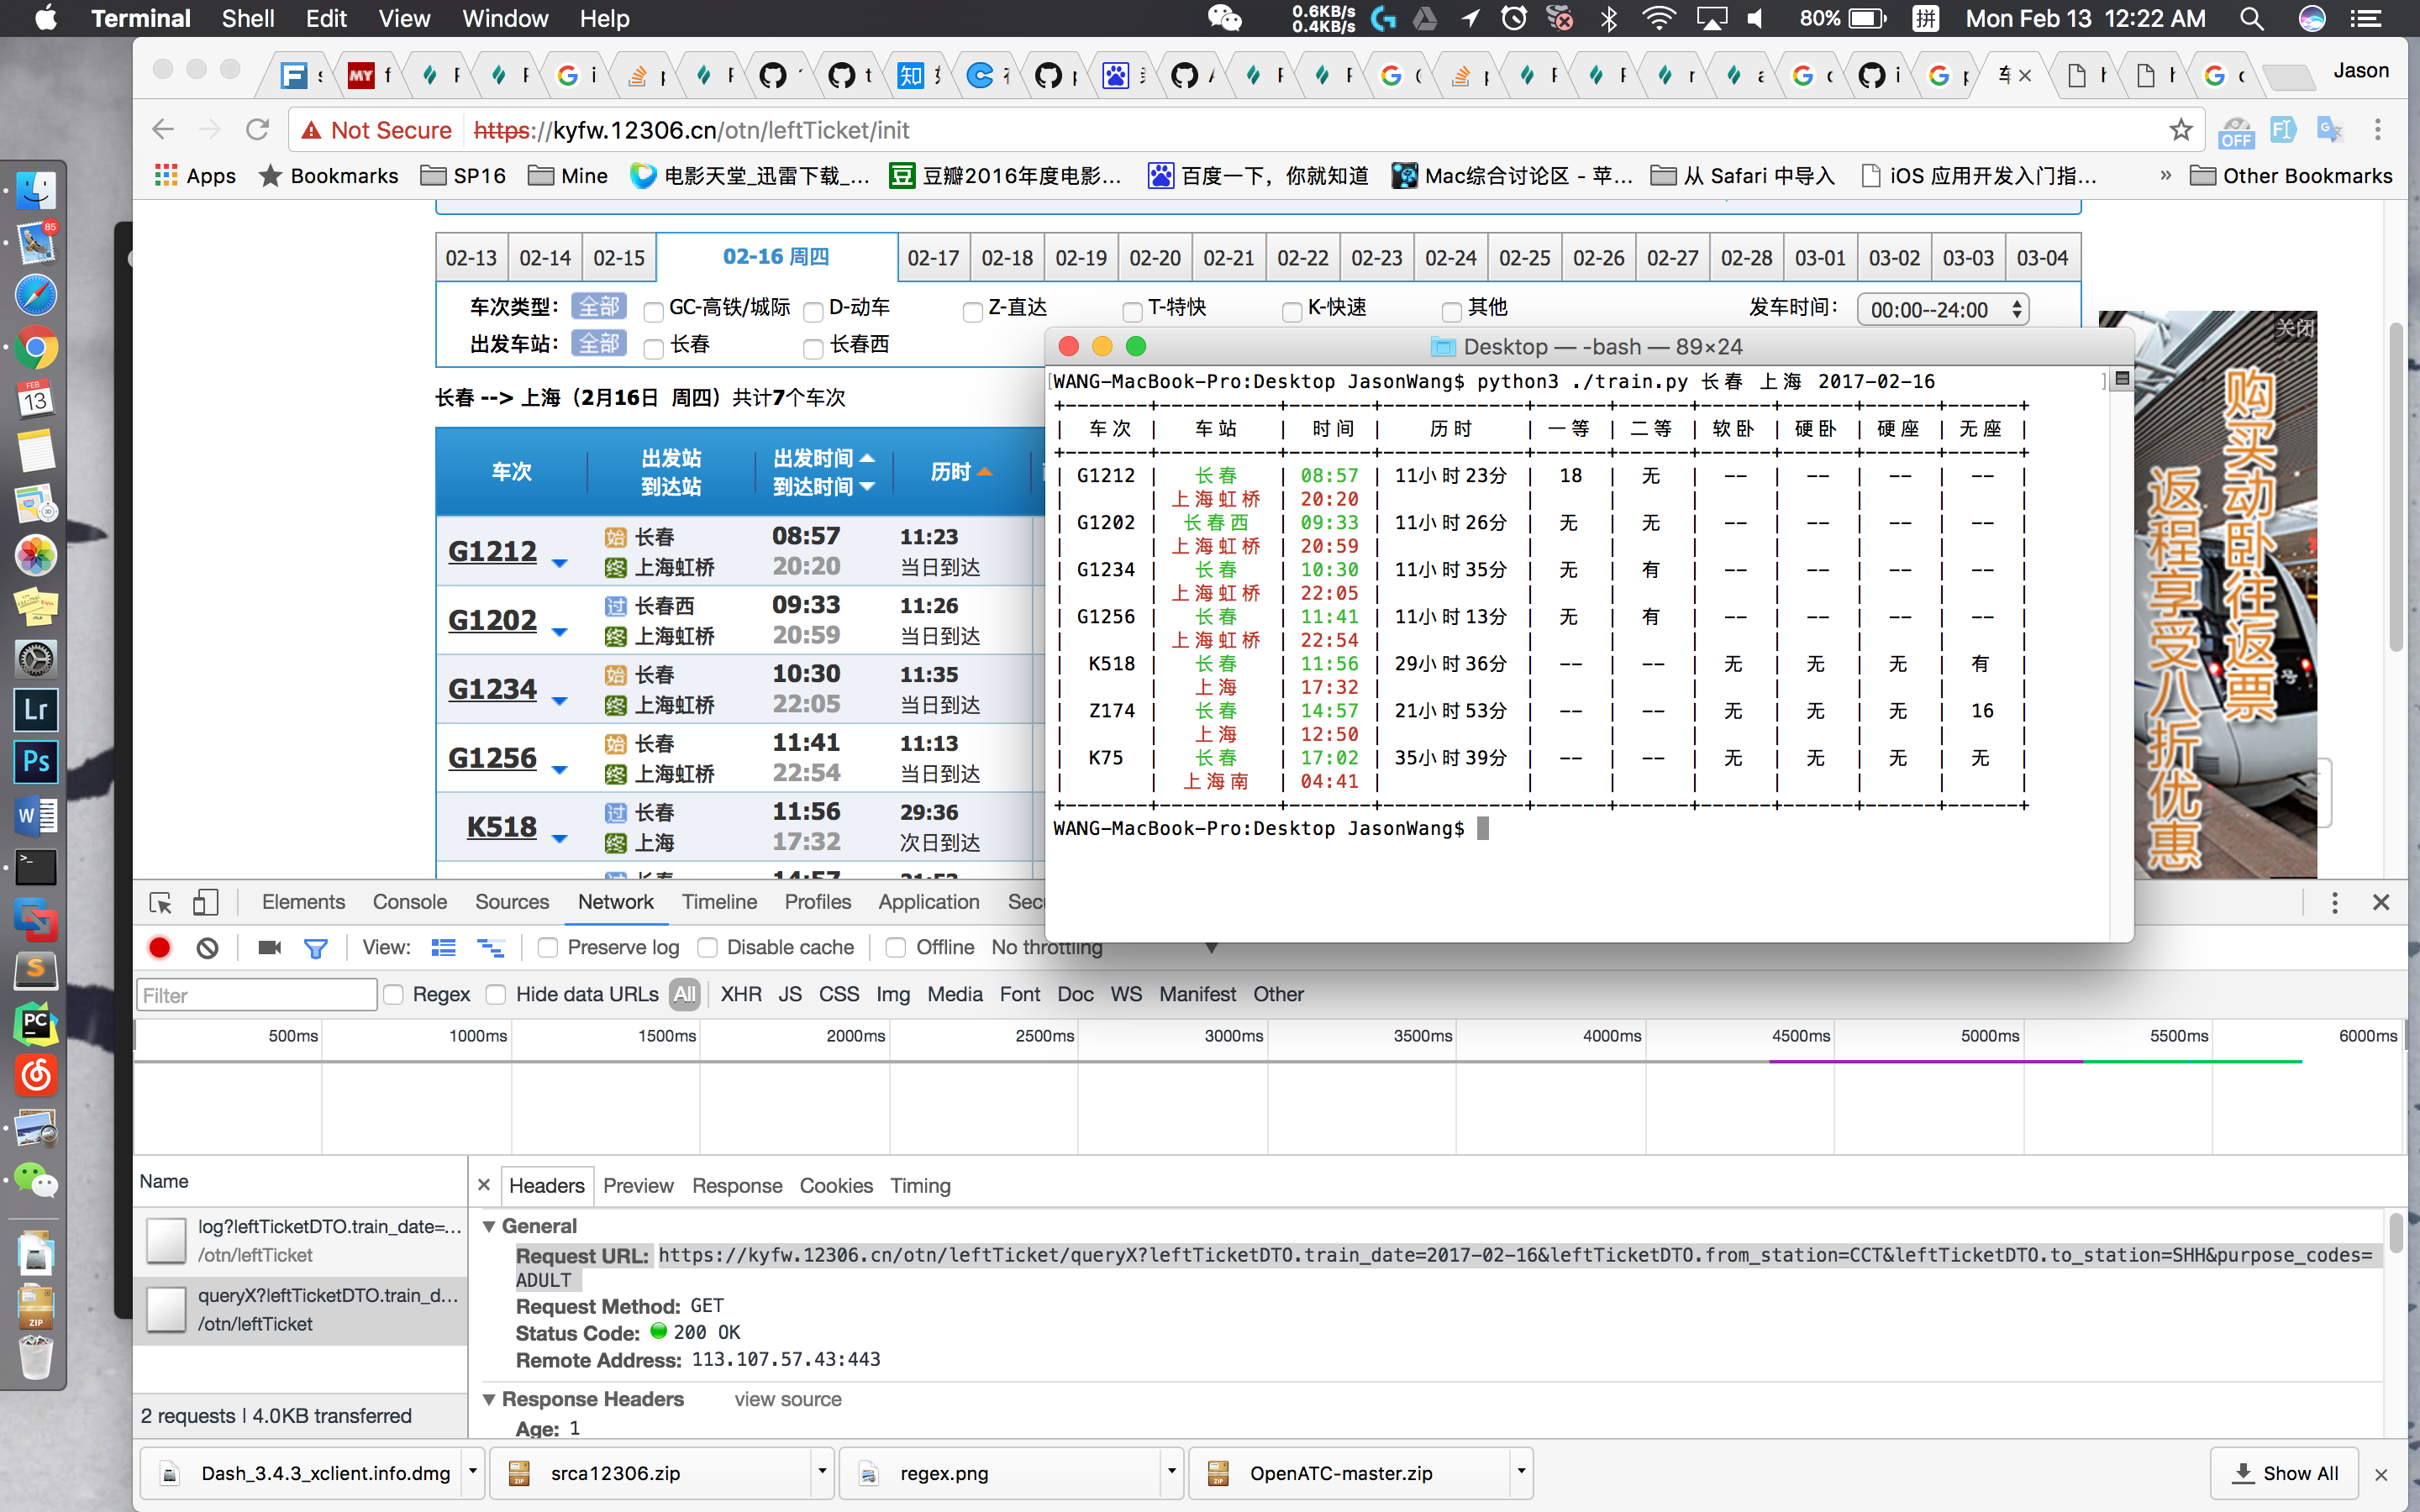 Terminal Shell Edit View Window Help 0.6KB/s 0.4KB/s 80% 拼 Mon Feb 13 12:22 AM
Jason
Not Secure https://kyfw.12306.cn/otn/leftTicket/init OFF
Apps Bookmarks SP16 Mine 电影天堂_迅雷下载_... 豆瓣2016年度电影... 百度一下，你就知道 Mac综合讨论区 - 苹... 从 Safari 中导入 iOS 应用开发入门指... » Other Bookmarks
02-13 02-14 02-15 02-16 周四 02-17 02-18 02-19 02-20 02-21 02-22 02-23 02-24 02-25 02-26 02-27 02-28 03-01 03-02 03-03 03-04
车次类型： 全部 GC-高铁/城际 D-动车 Z-直达 T-特快 K-快速 其他 发车时间： 00:00--24:00
出发车站： 全部 长春 长春西
长春 --> 上海（2月16日 周四）共计7个车次
车次 出发站 出发时间 历时
到达站 到达时间
G1212 始 长春 08:57 11:23
终 上海虹桥 20:20 当日到达
G1202 过 长春西 09:33 11:26
终 上海虹桥 20:59 当日到达
G1234 始 长春 10:30 11:35
终 上海虹桥 22:05 当日到达
G1256 始 长春 11:41 11:13
终 上海虹桥 22:54 当日到达
K518 过 长春 11:56 29:36
终 上海 17:32 次日到达
Desktop — -bash — 89×24
WANG-MacBook-Pro:Desktop JasonWang$ python3 ./train.py 长春 上海 2017-02-16
+-------+----------+-------+------------+------+------+------+------+------+------+
| 车次 | 车站 | 时间 | 历时 | 一等 | 二等 | 软卧 | 硬卧 | 硬座 | 无座 |
+-------+----------+-------+------------+------+------+------+------+------+------+
| G1212 | 长春 | 08:57 | 11小时23分 | 18 | 无 | -- | -- | -- | -- |
| | 上海虹桥 | 20:20 | | | | | | | |
| G1202 | 长春西 | 09:33 | 11小时26分 | 无 | 无 | -- | -- | -- | -- |
| | 上海虹桥 | 20:59 | | | | | | | |
| G1234 | 长春 | 10:30 | 11小时35分 | 无 | 有 | -- | -- | -- | -- |
| | 上海虹桥 | 22:05 | | | | | | | |
| G1256 | 长春 | 11:41 | 11小时13分 | 无 | 有 | -- | -- | -- | -- |
| | 上海虹桥 | 22:54 | | | | | | | |
| K518 | 长春 | 11:56 | 29小时36分 | -- | -- | 无 | 无 | 无 | 有 |
| | 上海 | 17:32 | | | | | | | |
| Z174 | 长春 | 14:57 | 21小时53分 | -- | -- | 无 | 无 | 无 | 16 |
| | 上海 | 12:50 | | | | | | | |
| K75 | 长春 | 17:02 | 35小时39分 | -- | -- | 无 | 无 | 无 | 无 |
| | 上海南 | 04:41 | | | | | | | |
+-------+----------+-------+------------+------+------+------+------+------+------+
WANG-MacBook-Pro:Desktop JasonWang$
关闭
购买动卧往返票
返程享受八折优惠
Elements Console Sources Network Timeline Profiles Application
View: Preserve log Disable cache Offline No throttling
Filter Regex Hide data URLs All XHR JS CSS Img Media Font Doc WS Manifest Other
500ms 1000ms 1500ms 2000ms 2500ms 3000ms 3500ms 4000ms 4500ms 5000ms 5500ms 6000ms
Name
log?leftTicketDTO.train_date=...
/otn/leftTicket
queryX?leftTicketDTO.train_d...
/otn/leftTicket
2 requests | 4.0KB transferred
× Headers Preview Response Cookies Timing
General
Request URL: https://kyfw.12306.cn/otn/leftTicket/queryX?leftTicketDTO.train_date=2017-02-16&leftTicketDTO.from_station=CCT&leftTicketDTO.to_station=SHH&purpose_codes=
ADULT
Request Method: GET
Status Code: 200 OK
Remote Address: 113.107.57.43:443
Response Headers view source
Age: 1
Dash_3.4.3_xclient.info.dmg srca12306.zip regex.png OpenATC-master.zip Show All
85
FEB
13
Lr
Ps
W
PC
ZIP